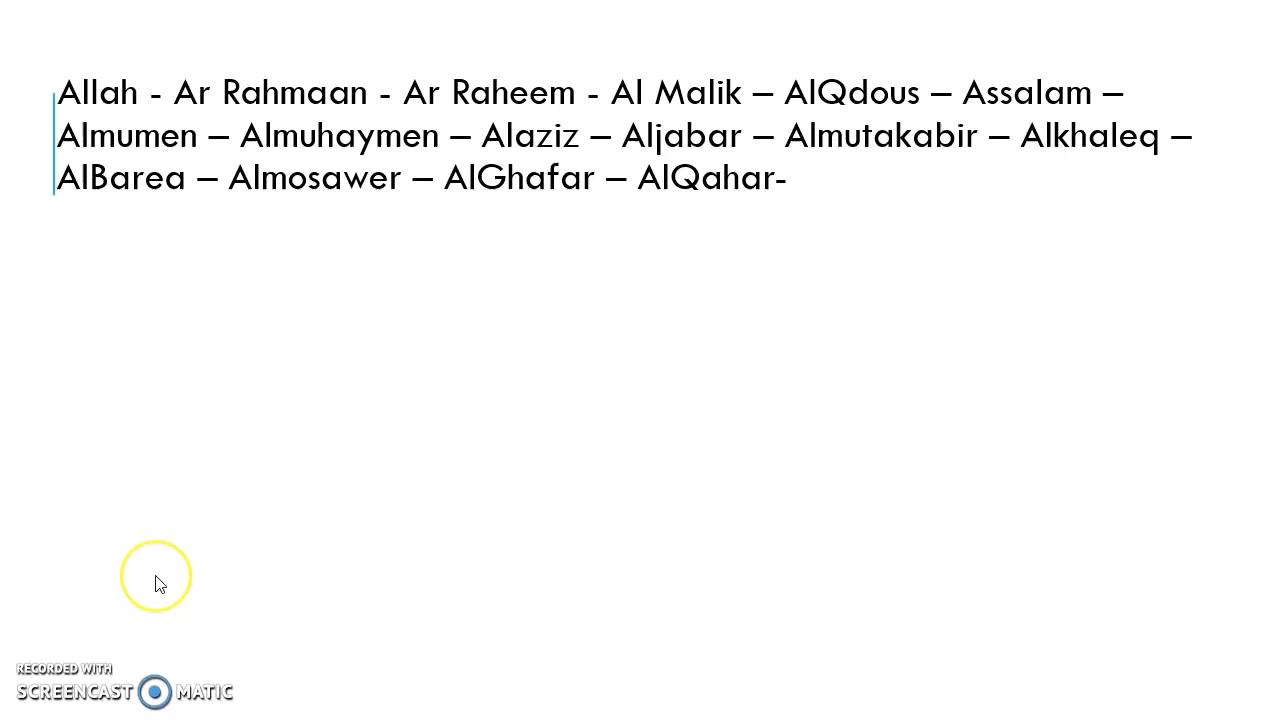 Allah - Ar Rahmaan - Ar Raheem - Al Malik – AlQdous – Assalam –
Almumen – Almuhaymen – Alaziz – Aljabar – Almutakabir – Alkhaleq –
AlBarea – Almosawer – AlGhafar – AlQahar-
RECORDED WITH
SCREENCAST MATIC